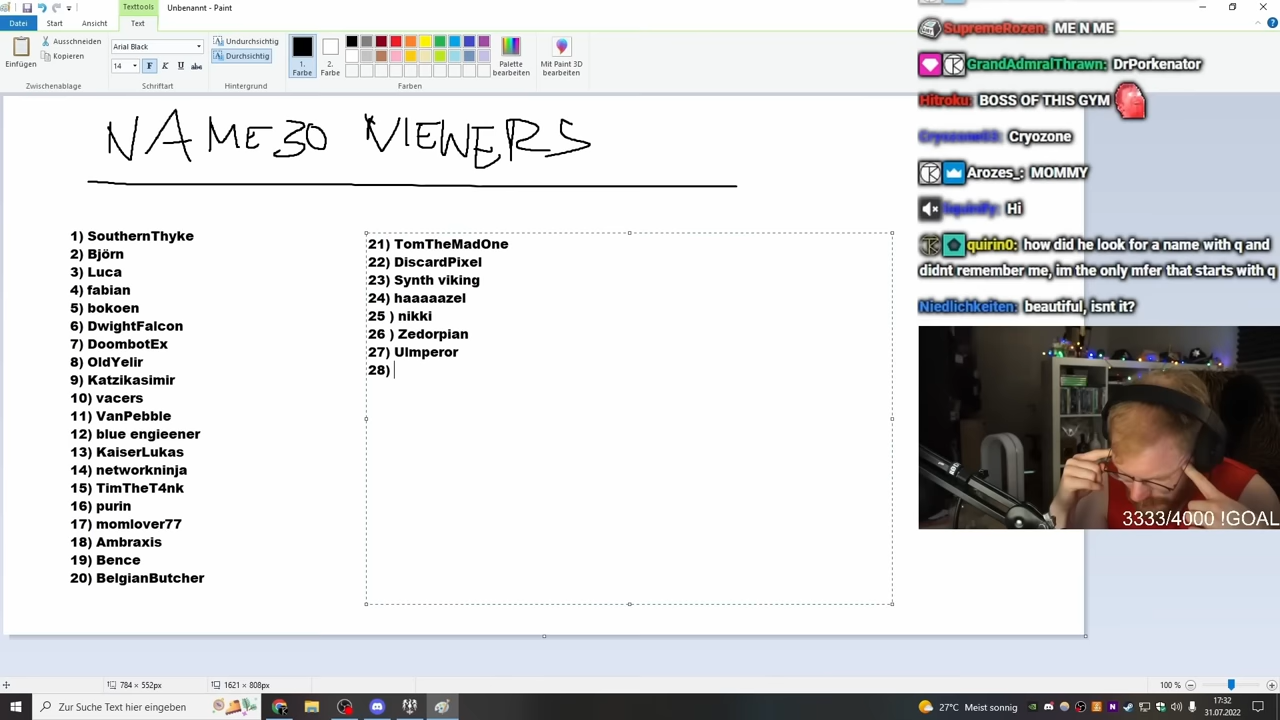 Texttools
Unbenannt - Paint
Datei
Start
Ansicht
Text
Einfügen
Ausschneiden
Kopieren
Zwischenablage
Arial Black
14
F K U abc
Schriftart
Undurchsichtig
Durchsichtig
Hintergrund
1.
Farbe
2.
Farbe
Palette
bearbeiten
Mit Paint 3D
bearbeiten
Farben
NAME 30 VIEWERS
1) SouthernThyke
2) Björn
3) Luca
4) fabian
5) bokoen
6) DwightFalcon
7) DoombotEx
8) OldYelir
9) Katzikasimir
10) vacers
11) VanPebble
12) blue engieener
13) KaiserLukas
14) networkninja
15) TimTheT4nk
16) purin
17) momlover77
18) Ambraxis
19) Bence
20) BelgianButcher
21) TomTheMadOne
22) DiscardPixel
23) Synth viking
24) haaaaazel
25 ) nikki
26 ) Zedorpian
27) Ulmperor
28)
SupremeRozen: ME N ME
GrandAdmralThrawn: DrPorkenator
Hitroku: BOSS OF THIS GYM
Cryozone: Cryozone
Arozes_: MOMMY
Hi
quirin0: how did he look for a name with q and
didnt remember me, im the only mfer that starts with q
Niedlichkeiten: beautiful, isnt it?
3333/4000 !GOAL
784 × 552px
1621 × 808px
100 %
Zur Suche Text hier eingeben
27°C Meist sonnig
17:32
31.07.2022